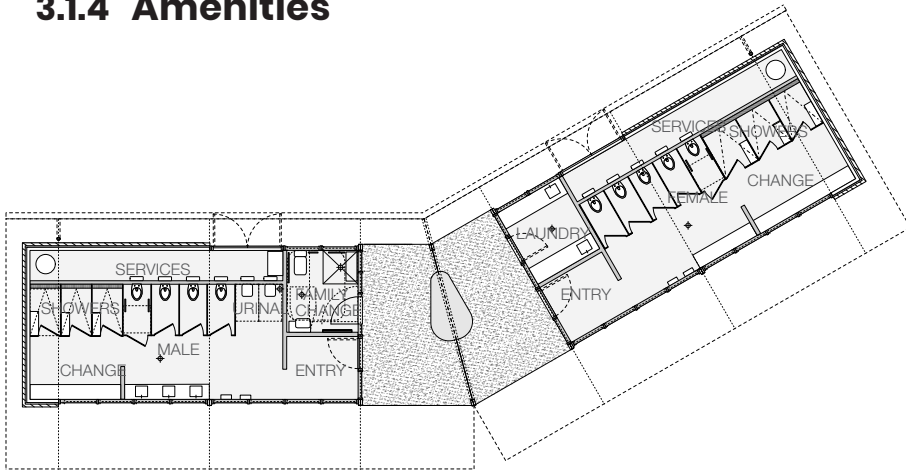 3.1.4 Amenities
SERVICES
SHOWERS
FEMALE
CHANGE
LAUNDRY
ENTRY
SERVICES
SHOWERS
URINAL
FAMILY
CHANGE
MALE
CHANGE
ENTRY